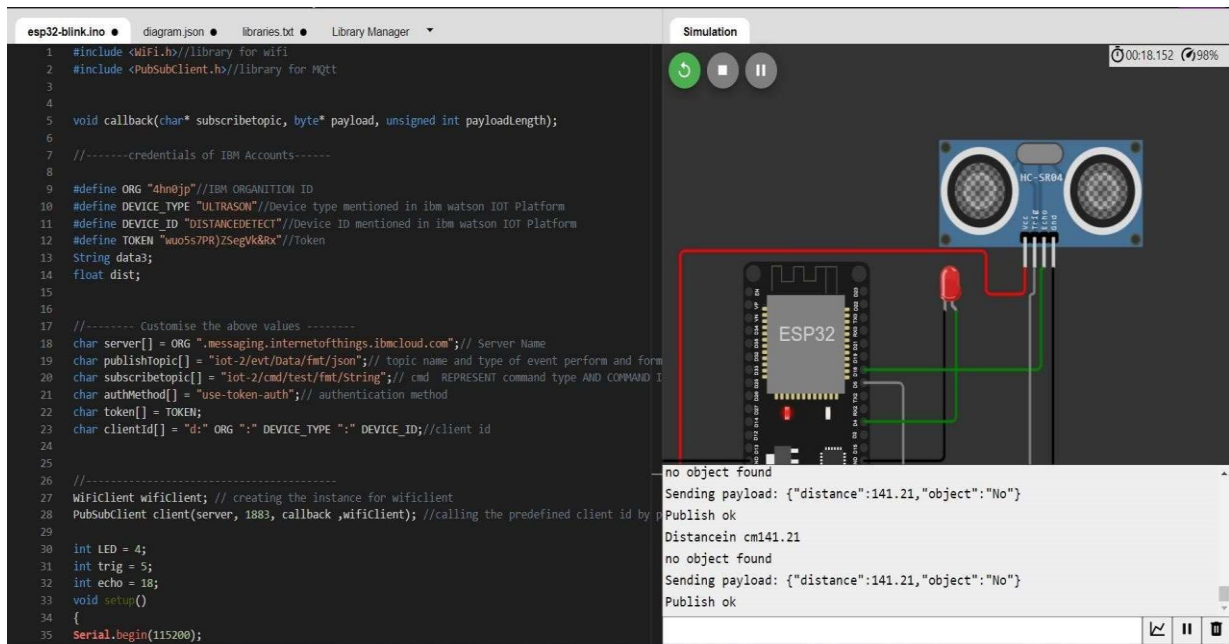 esp32-blink.ino ● diagram.json ● libraries.txt ● Library Manager ▼
1 #include <WiFi.h>//library for wifi
2 #include <PubSubClient.h>//library for MQtt
3
4
5 void callback(char* subscribetopic, byte* payload, unsigned int payloadLength);
6
7 //-------credentials of IBM Accounts------
8
9 #define ORG "4hn0jp"//IBM ORGANITION ID
10 #define DEVICE_TYPE "ULTRASON"//Device type mentioned in ibm watson IOT Platform
11 #define DEVICE_ID "DISTANCEDETECT"//Device ID mentioned in ibm watson IOT Platform
12 #define TOKEN "wuo5s7PR)ZSegVk&Rx"//Token
13 String data3;
14 float dist;
15
16
17 //-------- Customise the above values --------
18 char server[] = ORG ".messaging.internetofthings.ibmcloud.com";// Server Name
19 char publishTopic[] = "iot-2/evt/Data/fmt/json";// topic name and type of event perform and form
20 char subscribetopic[] = "iot-2/cmd/test/fmt/String";// cmd REPRESENT command type AND COMMAND I
21 char authMethod[] = "use-token-auth";// authentication method
22 char token[] = TOKEN;
23 char clientId[] = "d:" ORG ":" DEVICE_TYPE ":" DEVICE_ID;//client id
24
25
26 //-----------------------------------------
27 WiFiClient wifiClient; // creating the instance for wificlient
28 PubSubClient client(server, 1883, callback ,wifiClient); //calling the predefined client id by p
29
30 int LED = 4;
31 int trig = 5;
32 int echo = 18;
33 void setup()
34 {
35 Serial.begin(115200);
Simulation
00:18.152 98%
HC-SR04
Vcc
Trig
Echo
Gnd
ESP32
no object found
Sending payload: {"distance":141.21,"object":"No"}
Publish ok
Distancein cm141.21
no object found
Sending payload: {"distance":141.21,"object":"No"}
Publish ok